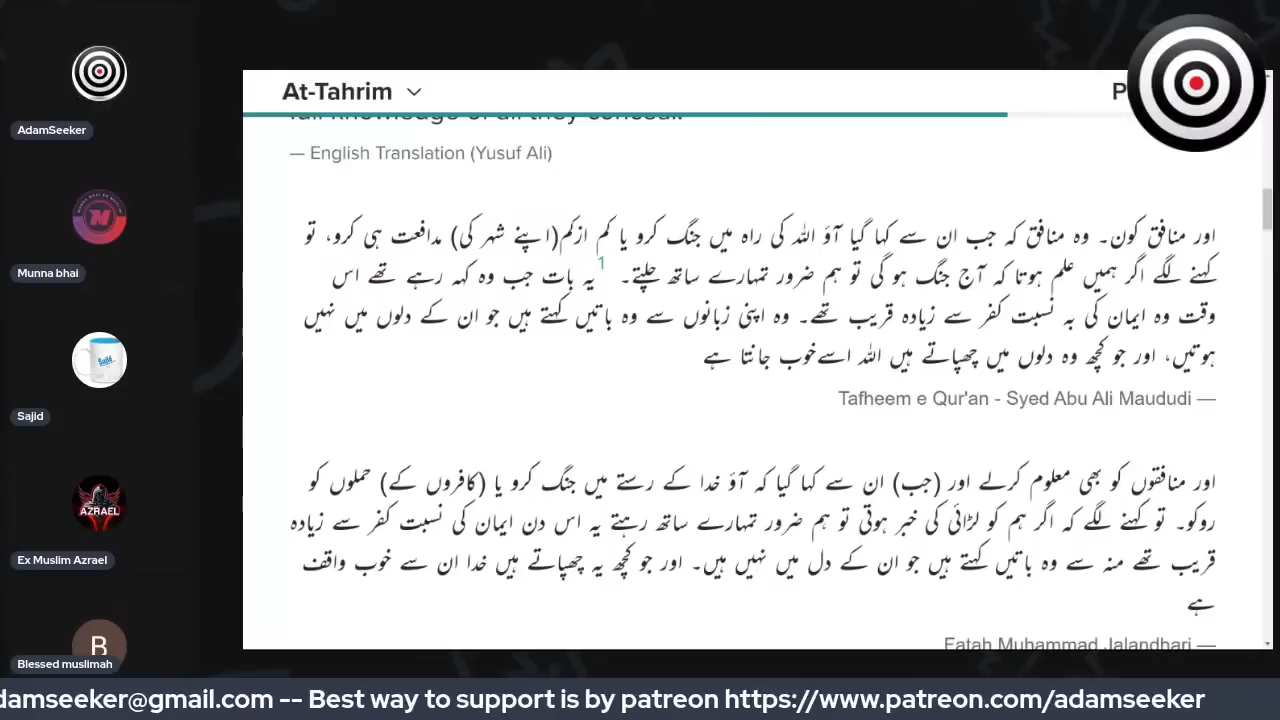 AdamSeeker
Munna bhai
Sajid
AZRAEL
Ex Muslim Azrael
B
Blessed muslimah
At-Tahrim
full knowledge of all they conceal.
— English Translation (Yusuf Ali)
اور منافق کون۔ وہ منافق کہ جب ان سے کہا گیا آؤ اللہ کی راہ میں جنگ کرو یا کم ازکم(اپنے شہر کی) مدافعت ہی کرو، تو
کہنے لگے اگر ہمیں علم ہوتا کہ آج جنگ ہو گی تو ہم ضرور تمہارے ساتھ چلتے۔ 1 یہ بات جب وہ کہہ رہے تھے اس
وقت وہ ایمان کی بہ نسبت کفر سے زیادہ قریب تھے۔ وہ اپنی زبانوں سے وہ باتیں کہتے ہیں جو ان کے دلوں میں نہیں
ہوتیں، اور جو کچھ وہ دلوں میں چھپاتے ہیں اللہ اسےخوب جانتا ہے
Tafheem e Qur'an - Syed Abu Ali Maududi —
اور منافقوں کو بھی معلوم کرلے اور (جب) ان سے کہا گیا کہ آؤ خدا کے رستے میں جنگ کرو یا (کافروں کے) حملوں کو
روکو۔ تو کہنے لگے کہ اگر ہم کو لڑائی کی خبر ہوتی تو ہم ضرور تمہارے ساتھ رہتے یہ اس دن ایمان کی نسبت کفر سے زیادہ
قریب تھے منہ سے وہ باتیں کہتے ہیں جو ان کے دل میں نہیں ہیں۔ اور جو کچھ یہ چھپاتے ہیں خدا ان سے خوب واقف
ہے
Fatah Muhammad Jalandhari —
damseeker@gmail.com -- Best way to support is by patreon https://www.patreon.com/adamseeker